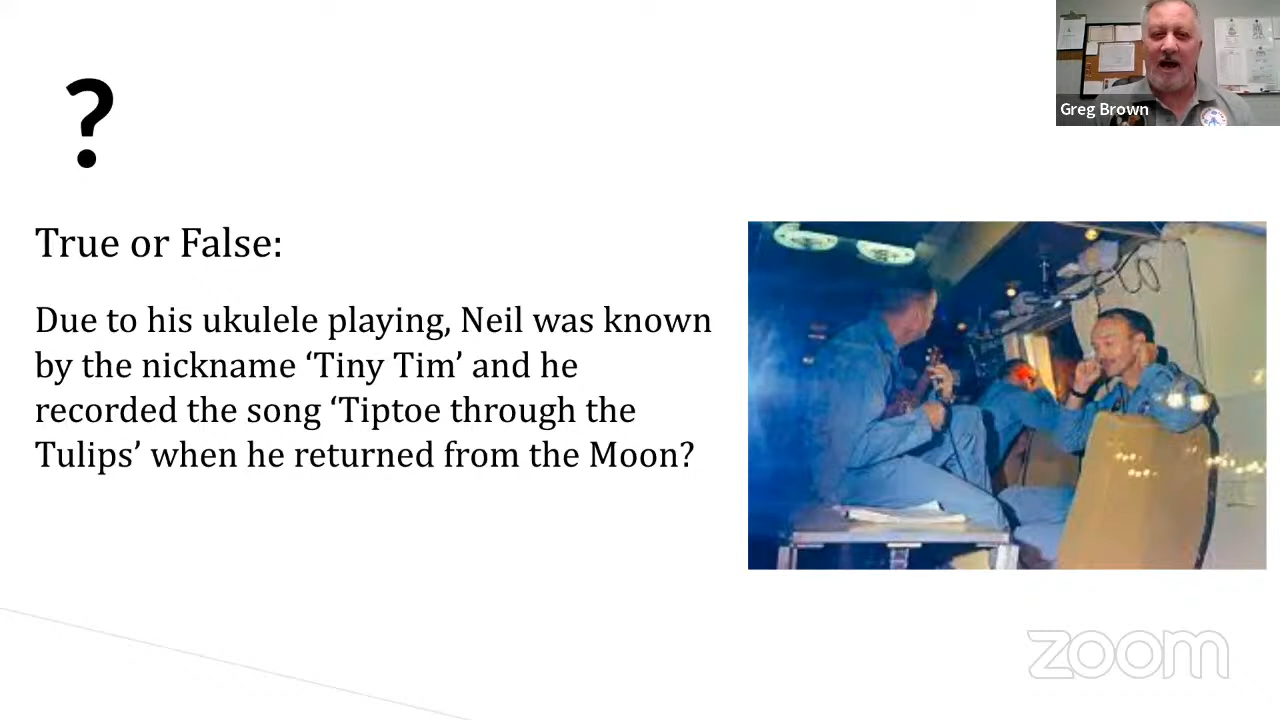 ?
Greg Brown
True or False:
Due to his ukulele playing, Neil was known
by the nickname ‘Tiny Tim’ and he
recorded the song ‘Tiptoe through the
Tulips’ when he returned from the Moon?
zoom